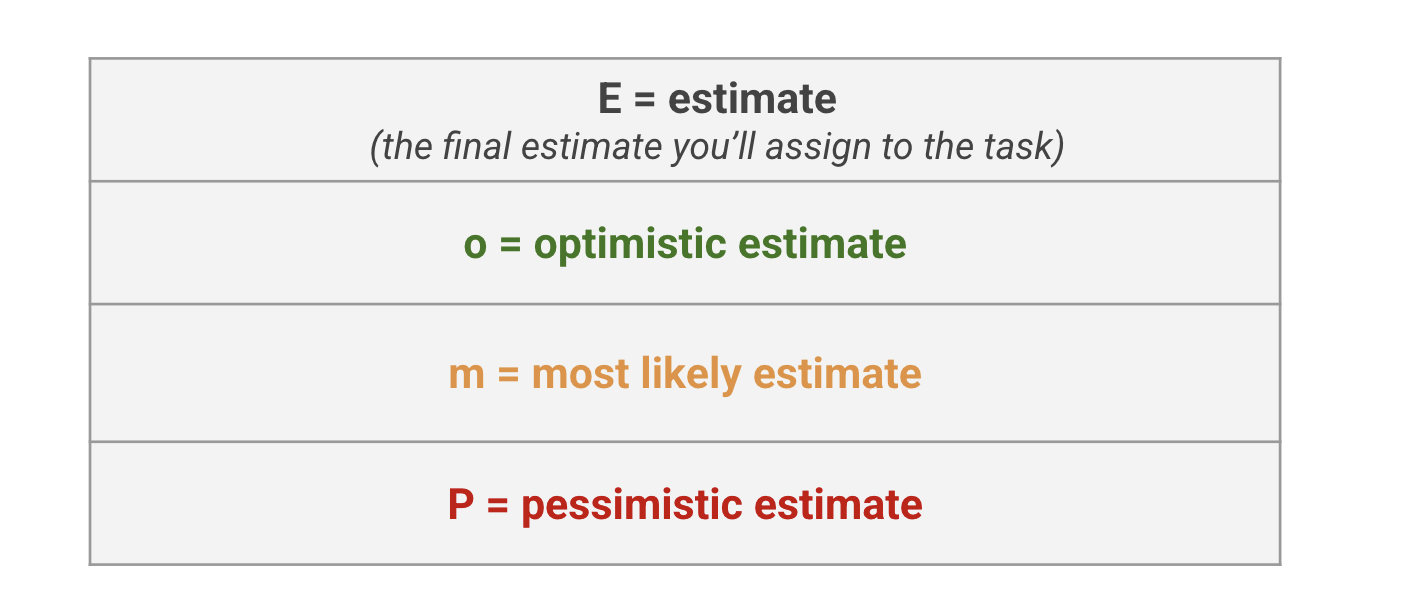 E = estimate
(the final estimate you’ll assign to the task)
o = optimistic estimate
m = most likely estimate
P = pessimistic estimate